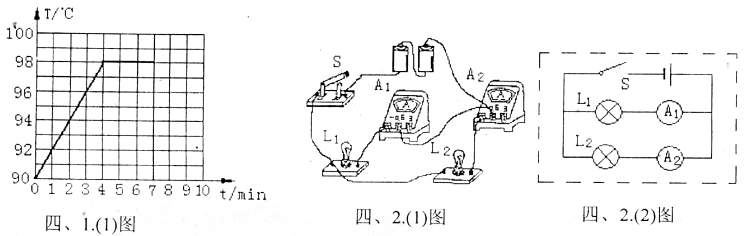 T/℃
100
98
96
94
92
90
0 1 2 3 4 5 6 7 8 9 10
t/min
四、1.(1)图
S
A1
A2
A
L1
L2
四、2.(1)图
S
L1
A1
L2
A2
四、2.(2)图